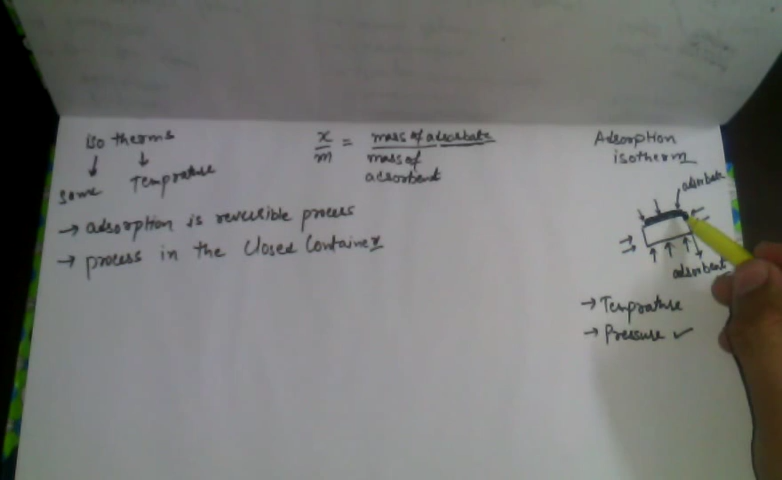 iso therms
Same Temprature
→ adsorption is reversible process
→ process in the Closed Container
x/m = mass of adsorbate / mass of adsorbent
Adsorption
isotherm
adsorbate
adsorbent
→ Temprature
→ Pressure ✓